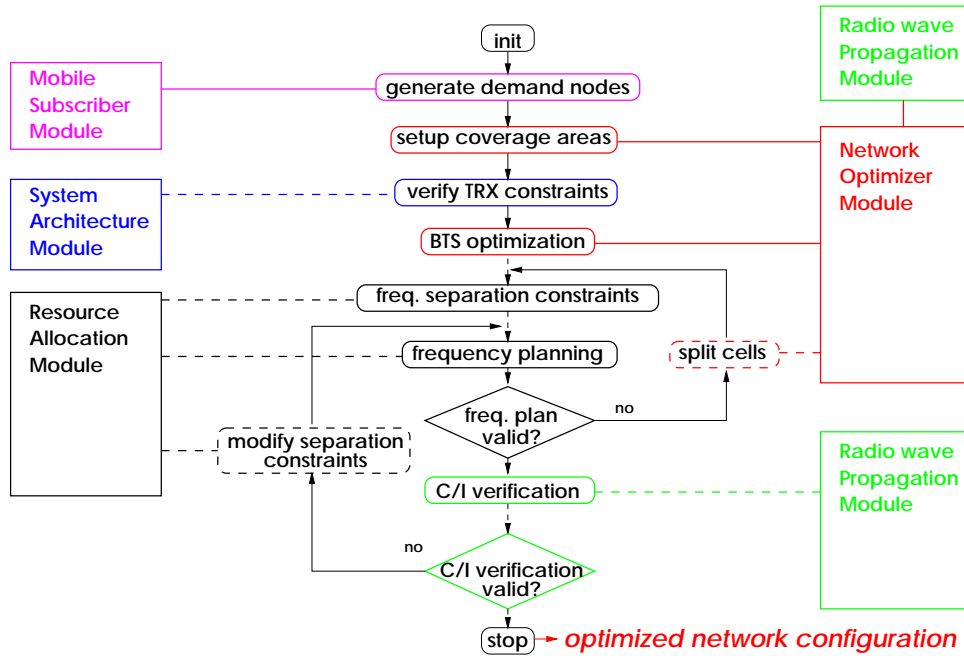 init
Radio wave
Propagation
Module
Mobile
Subscriber
Module
generate demand nodes
setup coverage areas
Network
Optimizer
Module
System
Architecture
Module
verify TRX constraints
BTS optimization
freq. separation constraints
Resource
Allocation
Module
frequency planning
split cells
no
freq. plan
valid?
modify separation
constraints
Radio wave
Propagation
Module
C/I verification
no
C/I verification
valid?
stop
optimized network configuration